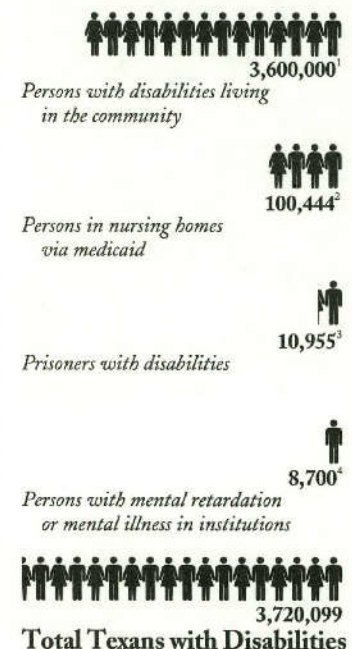 3,600,000¹
Persons with disabilities living
in the community
100,444²
Persons in nursing homes
via medicaid
10,955³
Prisoners with disabilities
8,700⁴
Persons with mental retardation
or mental illness in institutions
3,720,099
Total Texans with Disabilities